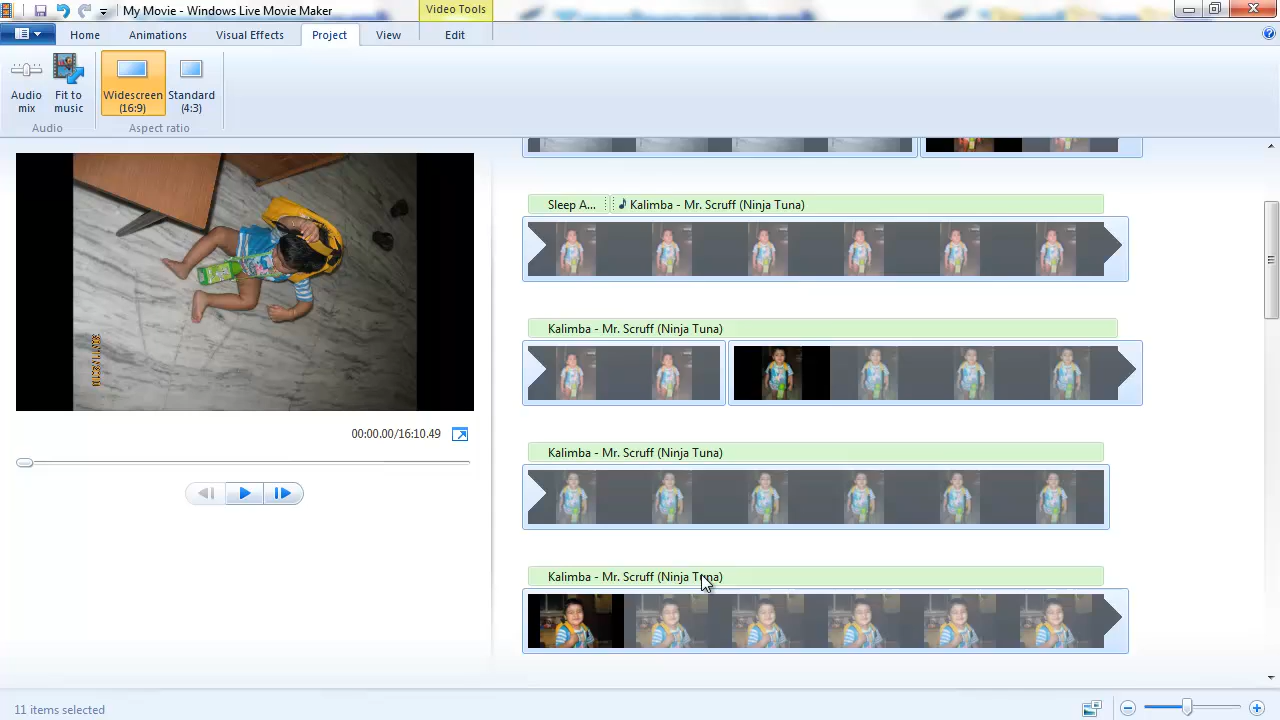 My Movie - Windows Live Movie Maker
Video Tools
Home
Animations
Visual Effects
Project
View
Edit
Audio mix
Fit to music
Widescreen (16:9)
Standard (4:3)
Audio
Aspect ratio
Sleep A...
Kalimba - Mr. Scruff (Ninja Tuna)
Kalimba - Mr. Scruff (Ninja Tuna)
Kalimba - Mr. Scruff (Ninja Tuna)
Kalimba - Mr. Scruff (Ninja Tuna)
00:00.00/16:10.49
11 items selected